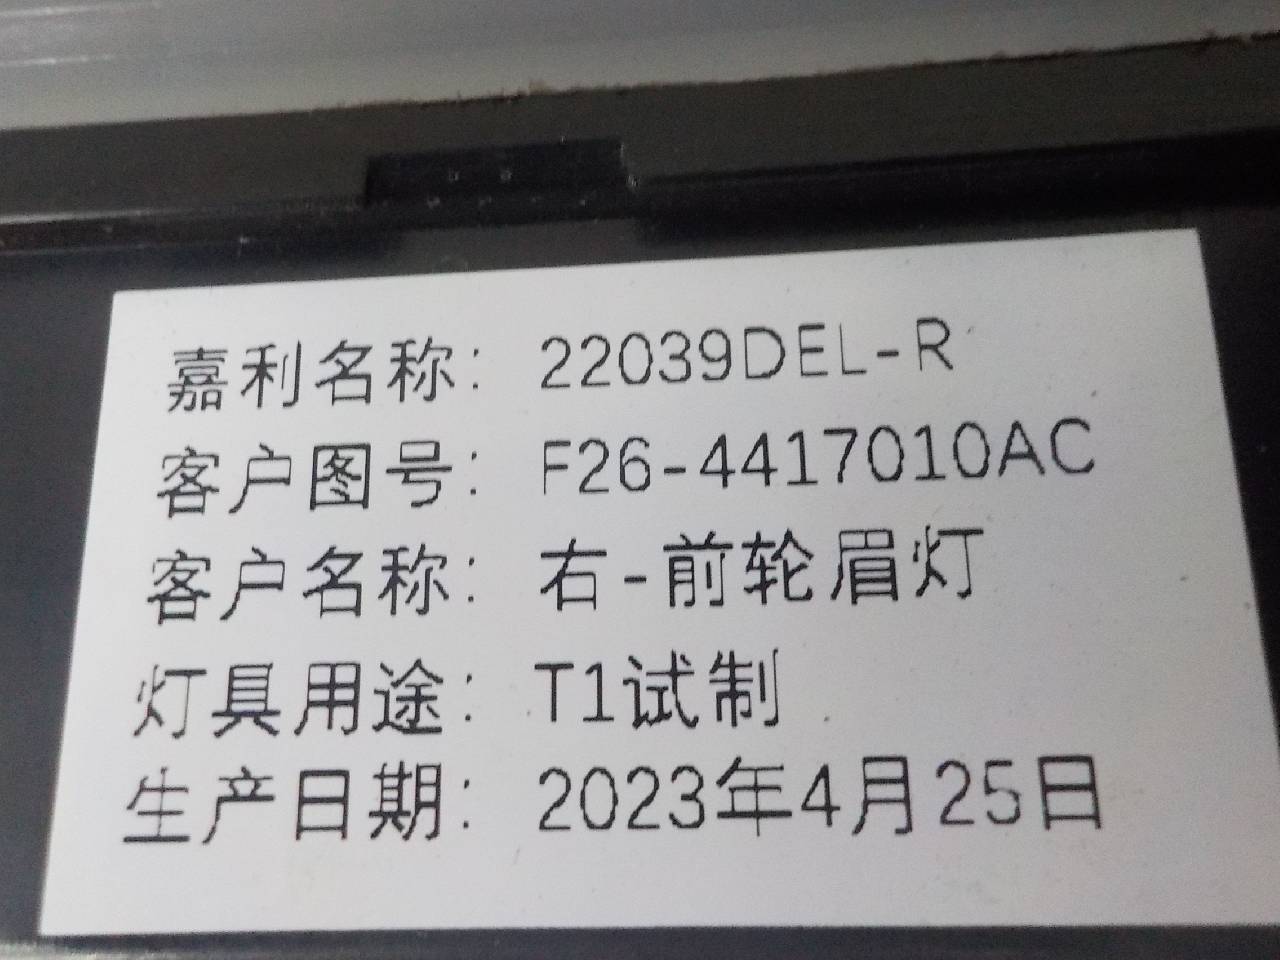 嘉利名称：22039DEL-R
客户图号：F26-4417010AC
客户名称：右-前轮眉灯
灯具用途：T1试制
生产日期：2023年4月25日